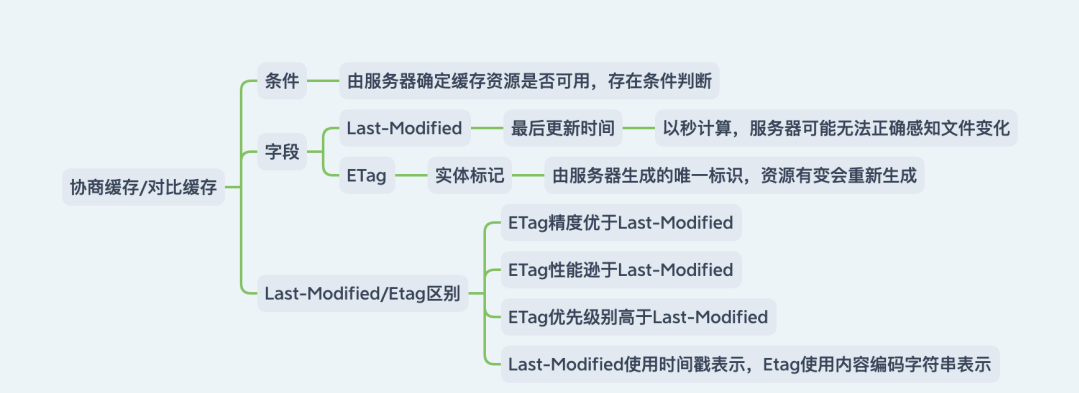 协商缓存/对比缓存
条件
由服务器确定缓存资源是否可用，存在条件判断
字段
Last-Modified
最后更新时间
以秒计算，服务器可能无法正确感知文件变化
ETag
实体标记
由服务器生成的唯一标识，资源有变会重新生成
Last-Modified/Etag区别
ETag精度优于Last-Modified
ETag性能逊于Last-Modified
ETag优先级别高于Last-Modified
Last-Modified使用时间戳表示，Etag使用内容编码字符串表示